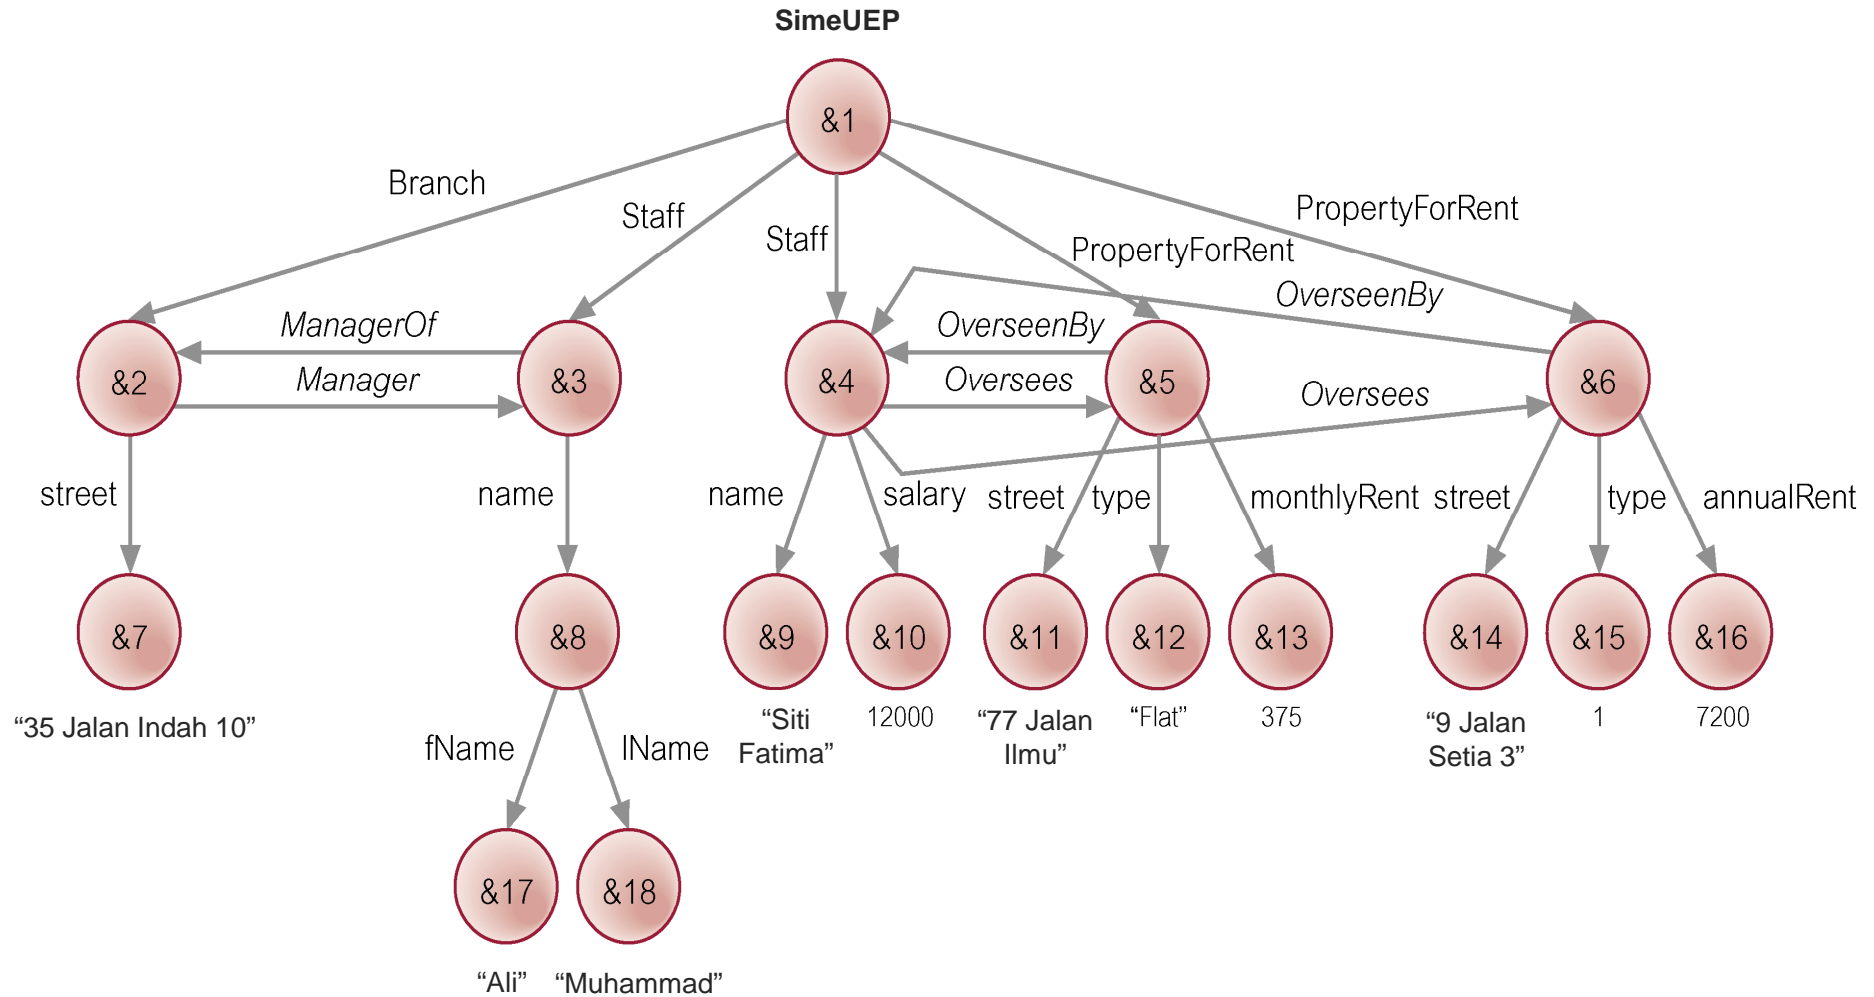 SimeUEP
&1
Branch
Staff
Staff
PropertyForRent
PropertyForRent
ManagerOf
OverseenBy
OverseenBy
&2
Manager
&3
&4
Oversees
&5
Oversees
&6
street
name
name
salary
street
type
monthlyRent
street
type
annualRent
&7
&8
&9
&10
&11
&12
&13
&14
&15
&16
“35 Jalan Indah 10”
“Siti
Fatima”
12000
“77 Jalan
Ilmu”
“Flat”
375
“9 Jalan
Setia 3”
1
7200
fName
lName
&17
&18
“Ali”
“Muhammad”